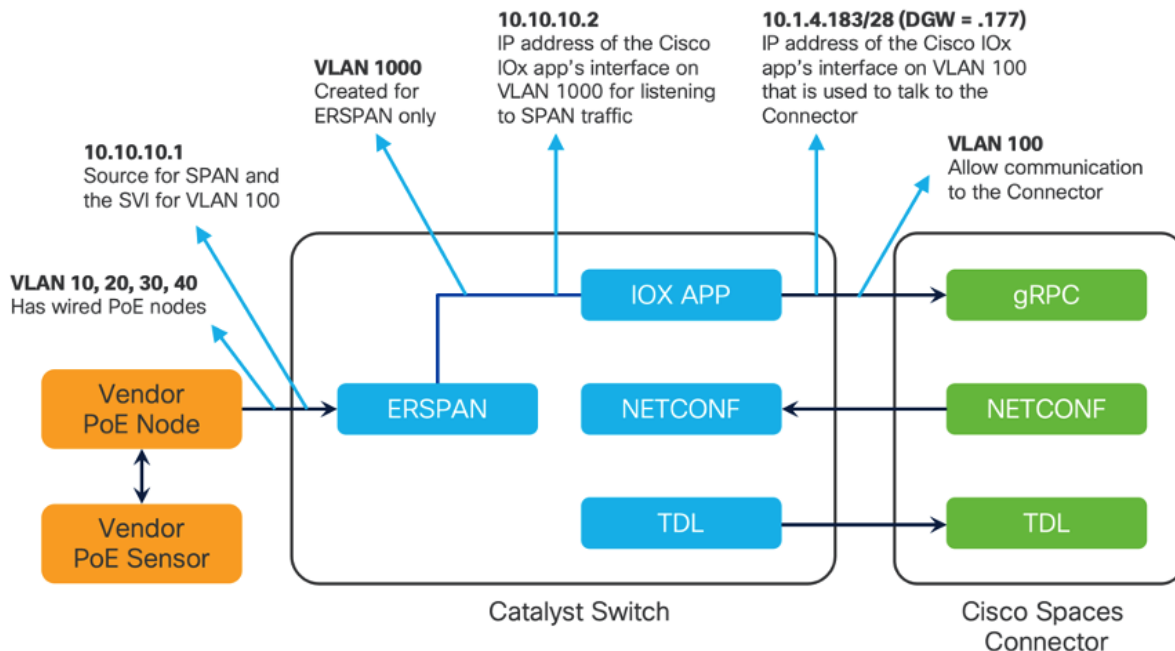 10.10.10.2
IP address of the Cisco
IOx app's interface on
VLAN 1000 for listening
to SPAN traffic
10.1.4.183/28 (DGW = .177)
IP address of the Cisco IOx
app's interface on VLAN 100
that is used to talk to the
Connector
VLAN 1000
Created for
ERSPAN only
VLAN 100
Allow communication
to the Connector
10.10.10.1
Source for SPAN and
the SVI for VLAN 100
VLAN 10, 20, 30, 40
Has wired PoE nodes
IOX APP
gRPC
Vendor
PoE Node
ERSPAN
NETCONF
NETCONF
Vendor
PoE Sensor
TDL
TDL
Catalyst Switch
Cisco Spaces
Connector